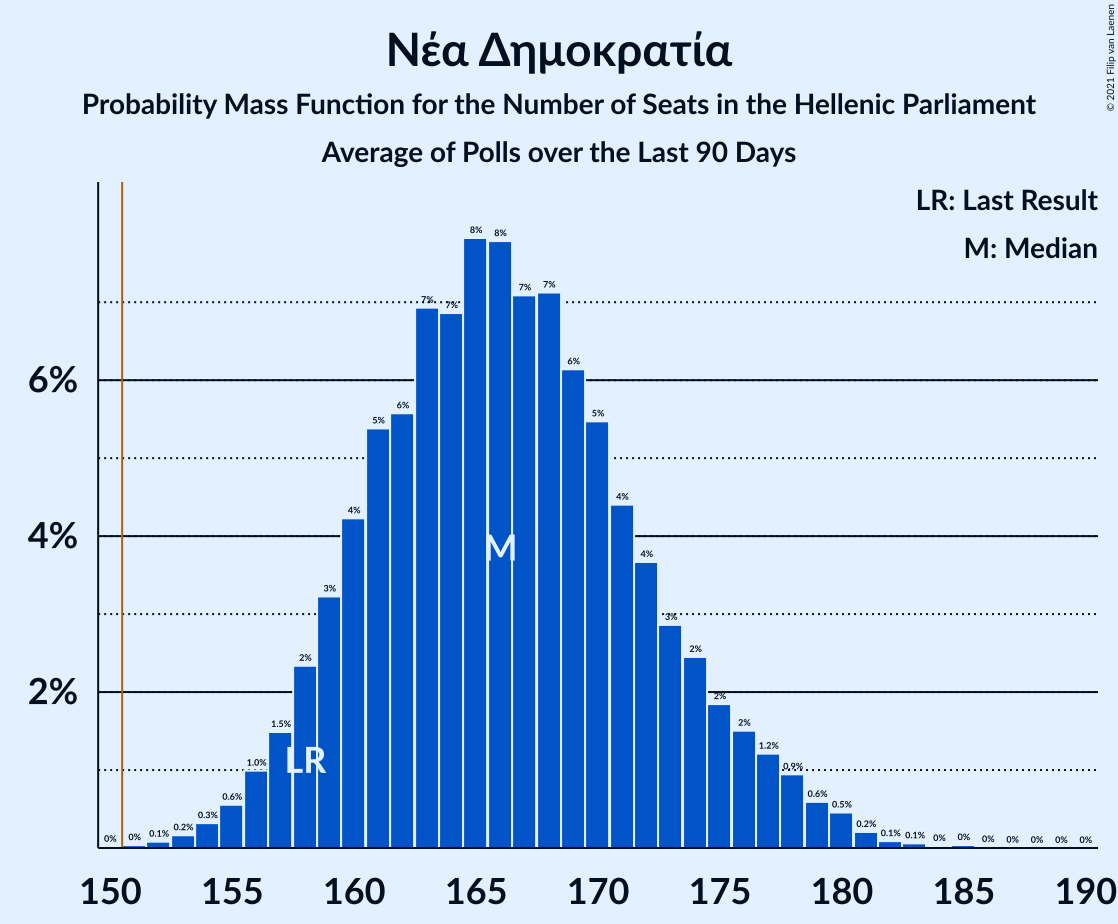 Νέα Δημοκρατία
Probability Mass Function for the Number of Seats in the Hellenic Parliament
Average of Polls over the Last 90 Days
© 2021 Filip van Laenen
LR: Last Result
M: Median
6%
4%
2%
0% 0% 0.1% 0.2% 0.3% 0.6% 1.0% 1.5% 2% 3% 4% 5% 6% 7% 7% 8% 8% 7% 7% 6% 5% 4% 4% 3% 2% 2% 2% 1.2% 0.9% 0.6% 0.5% 0.2% 0.1% 0.1% 0% 0% 0% 0% 0% 0% 0%
M
LR
150 155 160 165 170 175 180 185 190